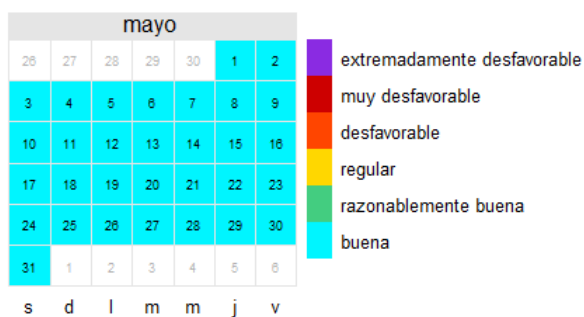 mayo
26 27 28 29 30 1 2
3 4 5 6 7 8 9
10 11 12 13 14 15 16
17 18 19 20 21 22 23
24 25 26 27 28 29 30
31 1 2 3 4 5 6
s d l m m j v
extremadamente desfavorable
muy desfavorable
desfavorable
regular
razonablemente buena
buena